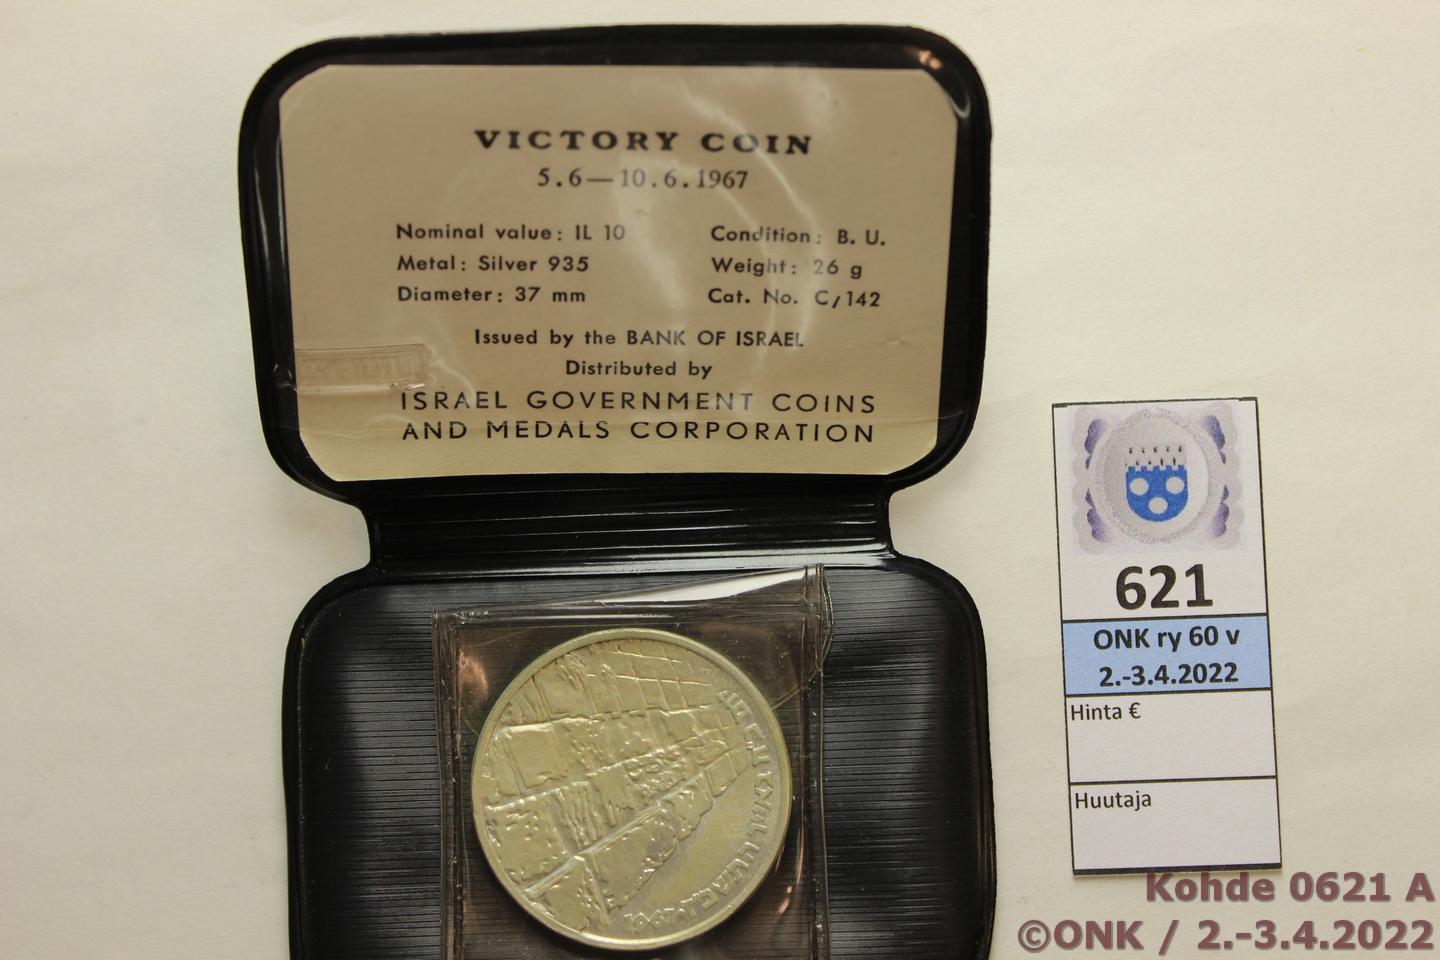 VICTORY COIN
5.6—10.6.1967
Nominal value: IL 10
Condition: B. U.
Metal: Silver 935
Weight: 26 g
Diameter: 37 mm
Cat. No. C/142
Issued by the BANK OF ISRAEL
Distributed by
ISRAEL GOVERNMENT COINS
AND MEDALS CORPORATION
1967
621
ONK ry 60 v
2.-3.4.2022
Hinta €
Huutaja
Kohde 0621 A
©ONK / 2.-3.4.2022